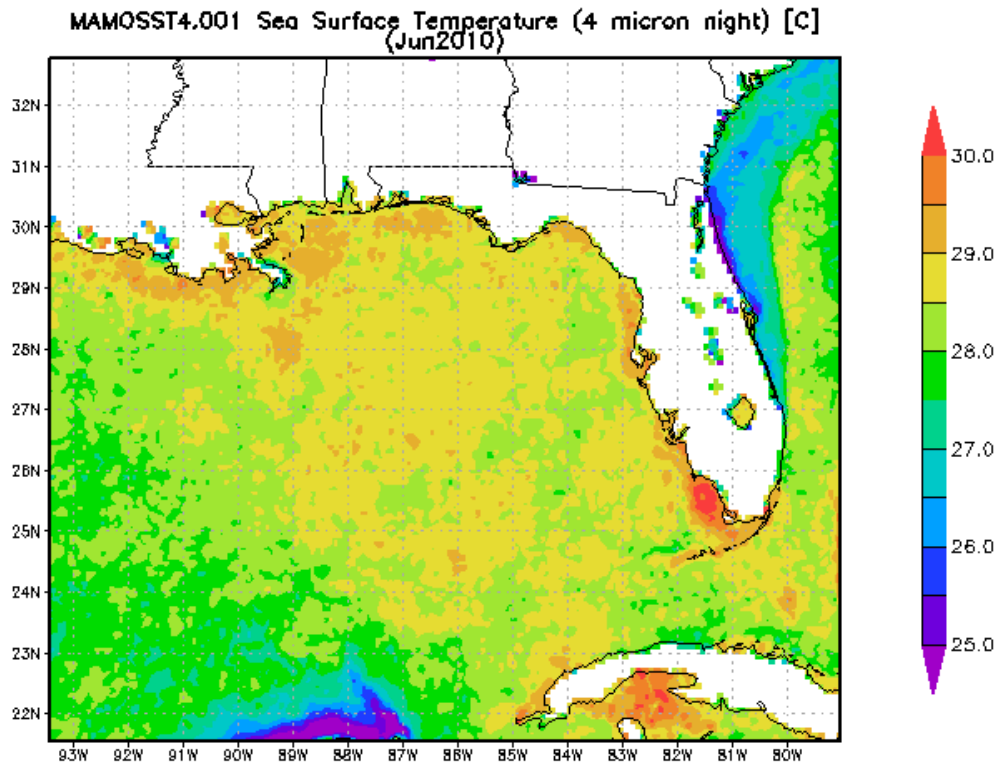 MAMOSST4.001 Sea Surface Temperature (4 micron night) [C]
(Jun2010)
32N
31N
30N
29N
28N
27N
26N
25N
24N
23N
22N
93W 92W 91W 90W 89W 88W 87W 86W 85W 84W 83W 82W 81W 80W
30.0
29.0
28.0
27.0
26.0
25.0